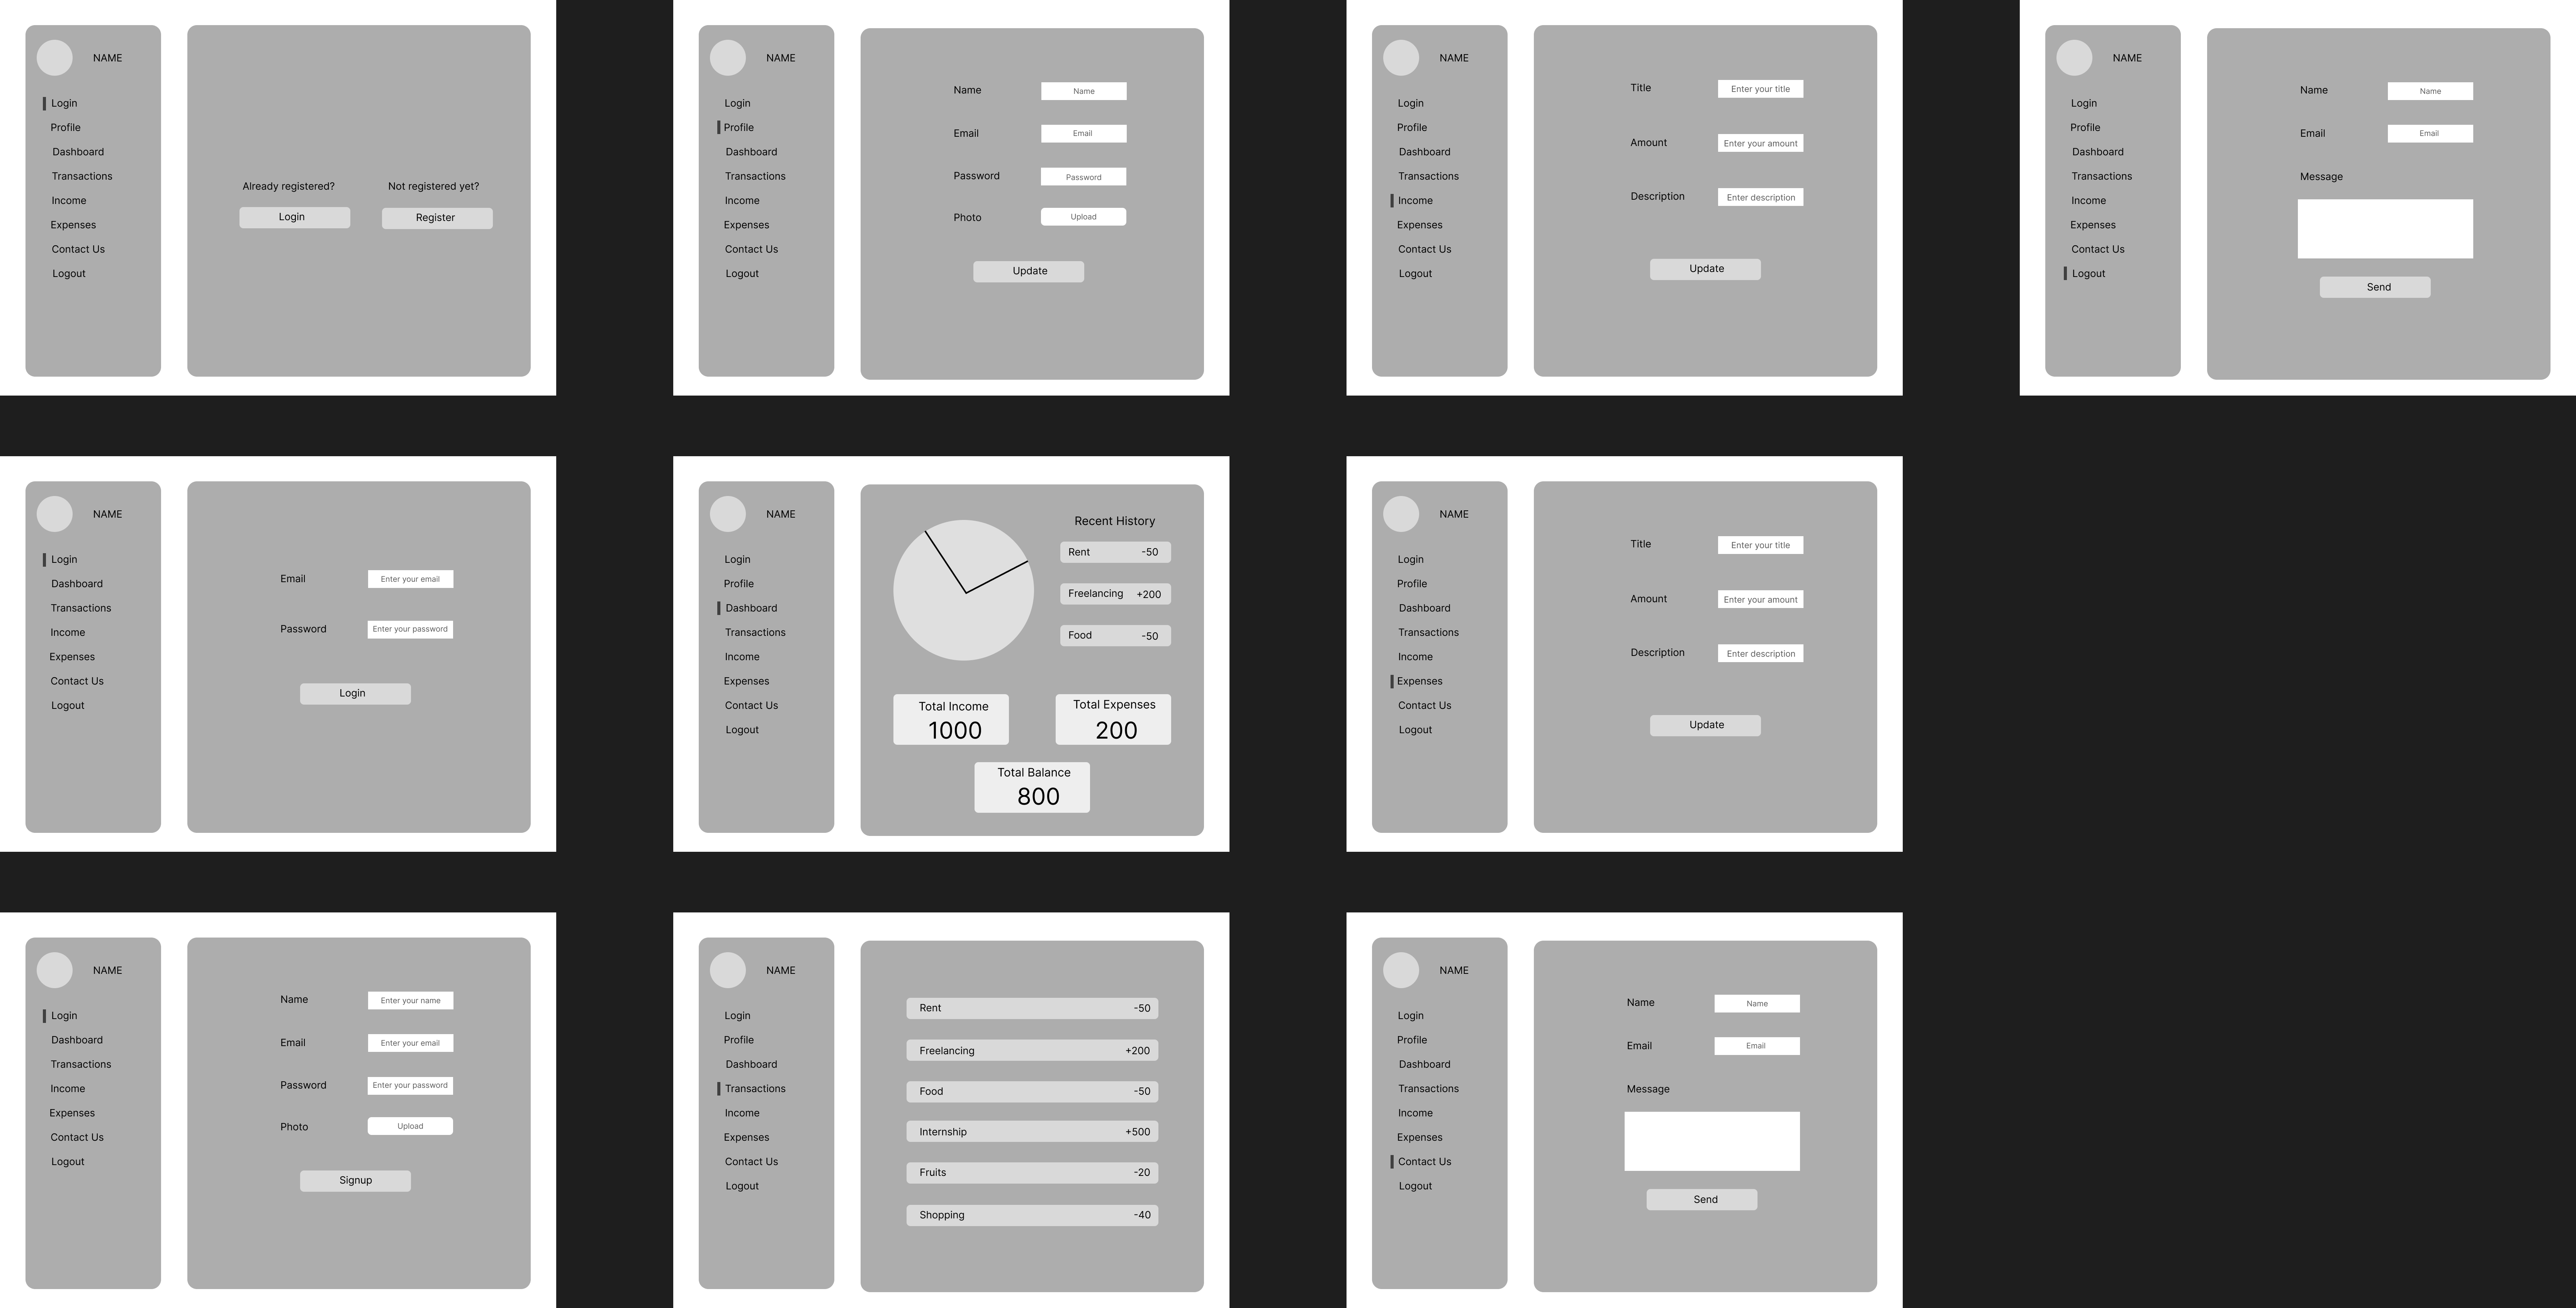 NAME
Login
Profile
Dashboard
Transactions
Income
Expenses
Contact Us
Logout
Already registered?
Login
Not registered yet?
Register
NAME
Login
Profile
Dashboard
Transactions
Income
Expenses
Contact Us
Logout
Name Name
Email Email
Password Password
Photo Upload
Update
NAME
Login
Profile
Dashboard
Transactions
Income
Expenses
Contact Us
Logout
Title Enter your title
Amount Enter your amount
Description Enter description
Update
NAME
Login
Profile
Dashboard
Transactions
Income
Expenses
Contact Us
Logout
Name Name
Email Email
Message
Send
NAME
Login
Dashboard
Transactions
Income
Expenses
Contact Us
Logout
Email Enter your email
Password Enter your password
Login
NAME
Login
Profile
Dashboard
Transactions
Income
Expenses
Contact Us
Logout
Recent History
Rent -50
Freelancing +200
Food -50
Total Income
1000
Total Expenses
200
Total Balance
800
NAME
Login
Profile
Dashboard
Transactions
Income
Expenses
Contact Us
Logout
Title Enter your title
Amount Enter your amount
Description Enter description
Update
NAME
Login
Dashboard
Transactions
Income
Expenses
Contact Us
Logout
Name Enter your name
Email Enter your email
Password Enter your password
Photo Upload
Signup
NAME
Login
Profile
Dashboard
Transactions
Income
Expenses
Contact Us
Logout
Rent -50
Freelancing +200
Food -50
Internship +500
Fruits -20
Shopping -40
NAME
Login
Profile
Dashboard
Transactions
Income
Expenses
Contact Us
Logout
Name Name
Email Email
Message
Send